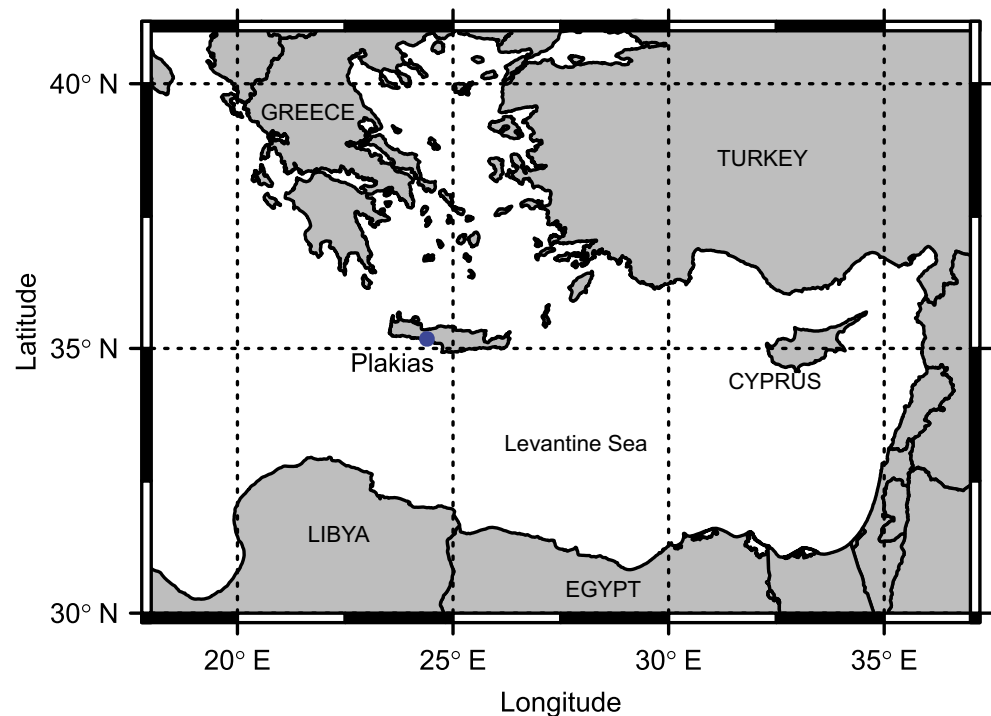 40° N
GREECE
TURKEY
Latitude
35° N
Plakias
CYPRUS
Levantine Sea
LIBYA
EGYPT
30° N
20° E
25° E
30° E
35° E
Longitude